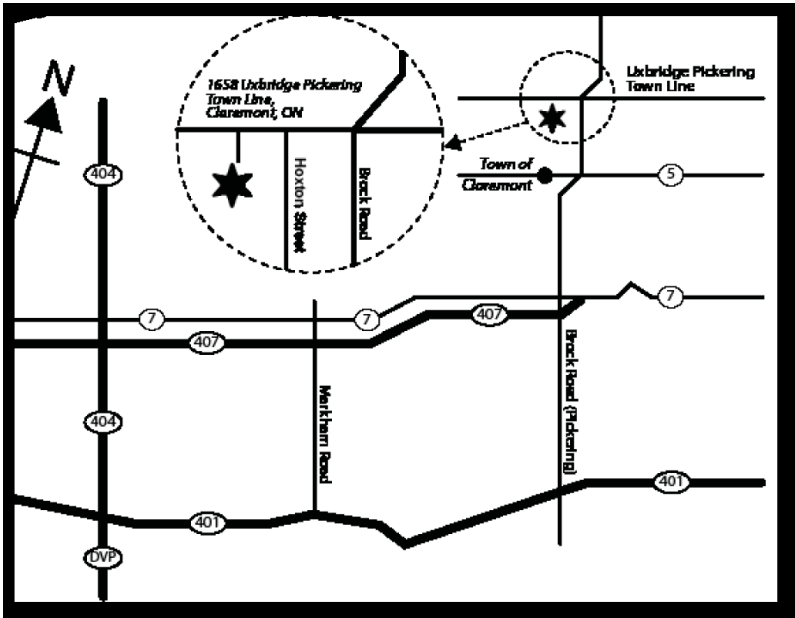 N
1658 Uxbridge Pickering
Town Line,
Claremont, ON
Uxbridge Pickering
Town Line
404
Hoxton Street
Brock Road
Town of
Claremont
5
7
7
7
407
407
Brock Road (Pickering)
Markham Road
404
401
401
DVP